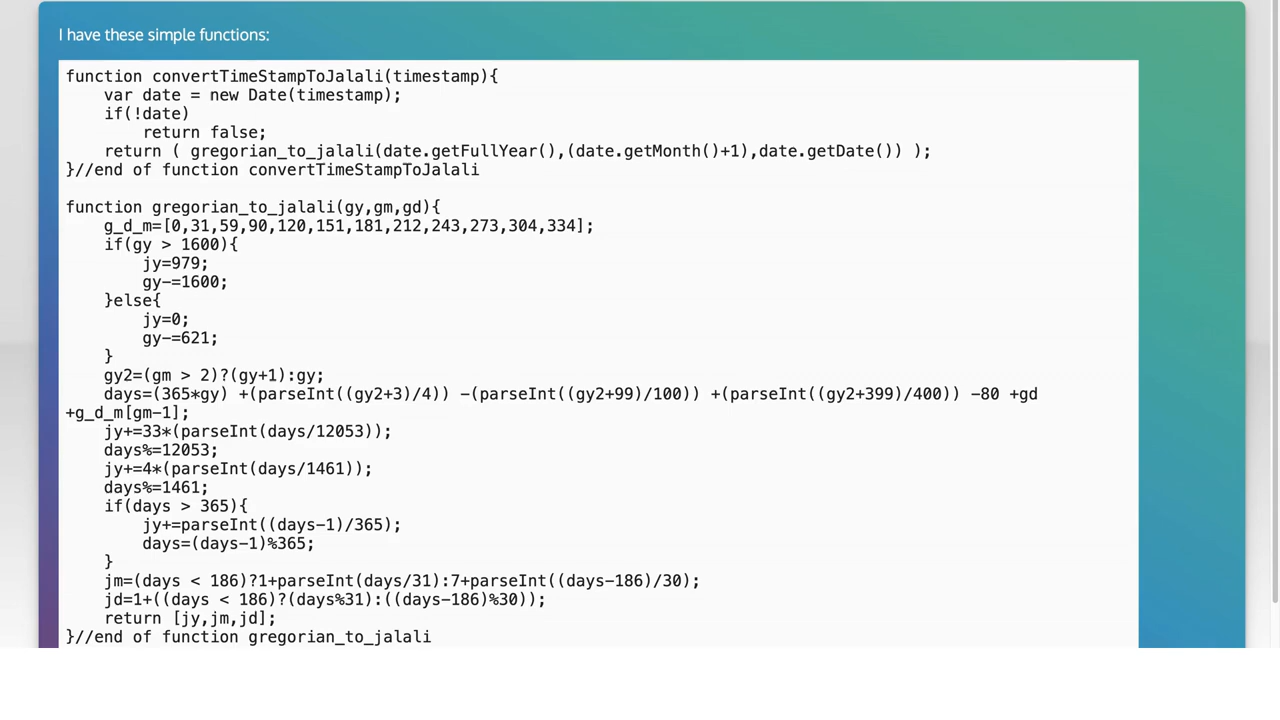 I have these simple functions:
function convertTimeStampToJalali(timestamp){
    var date = new Date(timestamp);
    if(!date)
        return false;
    return ( gregorian_to_jalali(date.getFullYear(),(date.getMonth()+1),date.getDate()) );
}//end of function convertTimeStampToJalali

function gregorian_to_jalali(gy,gm,gd){
    g_d_m=[0,31,59,90,120,151,181,212,243,273,304,334];
    if(gy > 1600){
        jy=979;
        gy-=1600;
    }else{
        jy=0;
        gy-=621;
    }
    gy2=(gm > 2)?(gy+1):gy;
    days=(365*gy) +(parseInt((gy2+3)/4)) -(parseInt((gy2+99)/100)) +(parseInt((gy2+399)/400)) -80 +gd
+g_d_m[gm-1];
    jy+=33*(parseInt(days/12053));
    days%=12053;
    jy+=4*(parseInt(days/1461));
    days%=1461;
    if(days > 365){
        jy+=parseInt((days-1)/365);
        days=(days-1)%365;
    }
    jm=(days < 186)?1+parseInt(days/31):7+parseInt((days-186)/30);
    jd=1+((days < 186)?(days%31):((days-186)%30));
    return [jy,jm,jd];
}//end of function gregorian_to_jalali